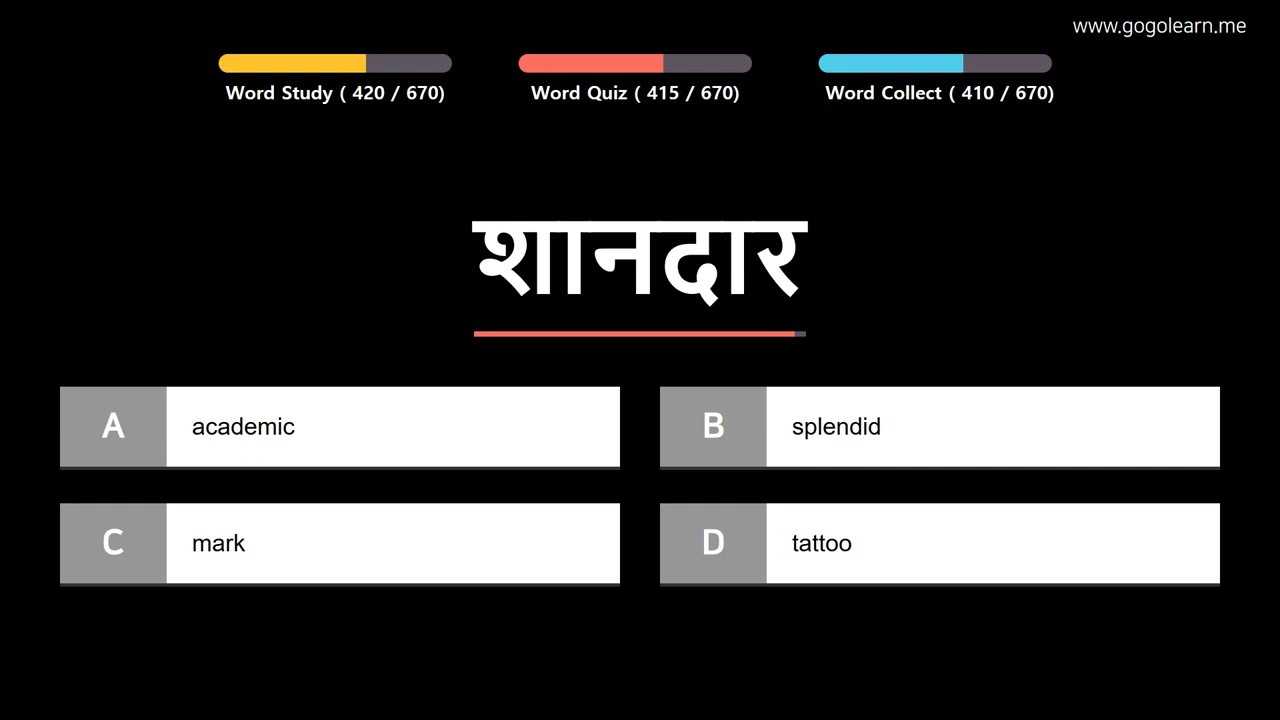 www.gogolearn.me
Word Study ( 420 / 670)
Word Quiz ( 415 / 670)
Word Collect ( 410 / 670)
शानदार
A academic
B splendid
C mark
D tattoo